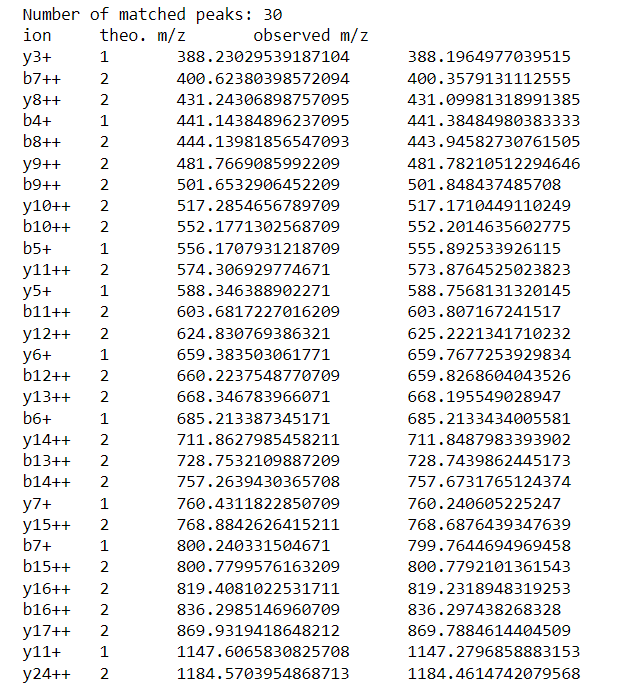 Number of matched peaks: 30
ion theo. m/z observed m/z
y3+ 1 388.23029539187104 388.1964977039515
b7++ 2 400.62380398572094 400.3579131112555
y8++ 2 431.24306898757095 431.09981318991385
b4+ 1 441.14384896237095 441.38484980383333
b8++ 2 444.13981856547093 443.94582730761505
y9++ 2 481.7669085992209 481.78210512294646
b9++ 2 501.6532906452209 501.848437485708
y10++ 2 517.2854656789709 517.1710449110249
b10++ 2 552.1771302568709 552.2014635602775
b5+ 1 556.1707931218709 555.892533926115
y11++ 2 574.306929774671 573.8764525023823
y5+ 1 588.346388902271 588.7568131320145
b11++ 2 603.6817227016209 603.807167241517
y12++ 2 624.830769386321 625.2221341710232
y6+ 1 659.383503061771 659.7677253929834
b12++ 2 660.2237548770709 659.8268604043526
y13++ 2 668.346783966071 668.195549028947
b6+ 1 685.213387345171 685.2133434005581
y14++ 2 711.8627985458211 711.8487983393902
b13++ 2 728.7532109887209 728.7439862445173
b14++ 2 757.2639430365708 757.6731765124374
y7+ 1 760.4311822850709 760.240605225247
y15++ 2 768.8842626415211 768.6876439347639
b7+ 1 800.240331504671 799.7644694969458
b15++ 2 800.7799576163209 800.7792101361543
y16++ 2 819.4081022531711 819.2318948319253
b16++ 2 836.2985146960709 836.297438268328
y17++ 2 869.9319418648212 869.7884614404509
y11+ 1 1147.6065830825708 1147.2796858883153
y24++ 2 1184.5703954868713 1184.4614742079568